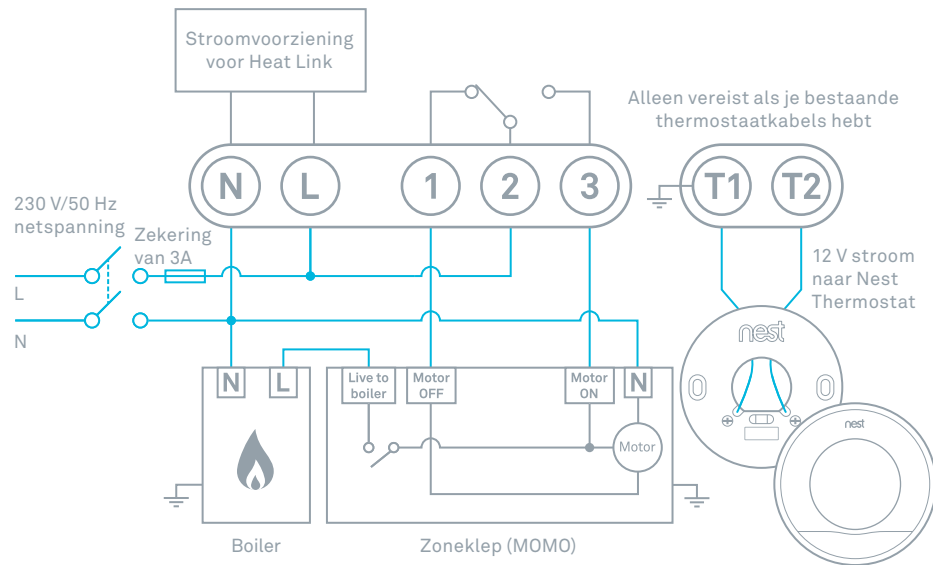 Stroomvoorziening
voor Heat Link
Alleen vereist als je bestaande
thermostaatkabels hebt
N
L
1
2
3
T1
T2
230 V/50 Hz
netspanning
Zekering
van 3A
L
N
12 V stroom
naar Nest
Thermostat
nest
N
L
Live to
boiler
Motor
OFF
Motor
ON
N
Motor
nest
Boiler
Zoneklep (MOMO)